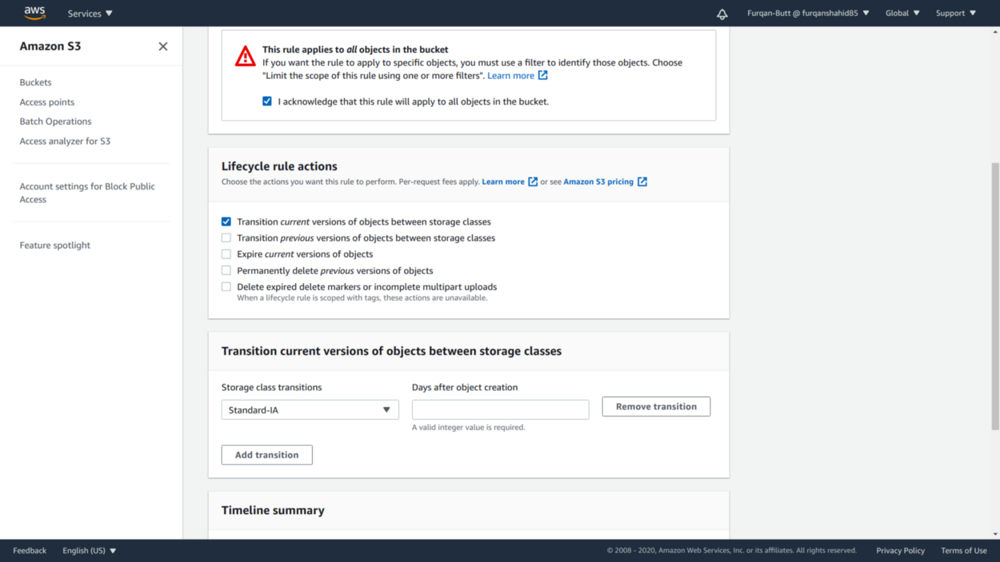 aws Services Furqan-Butt @ furqanshahid85 Global Support
Amazon S3
Buckets
Access points
Batch Operations
Access analyzer for S3
Account settings for Block Public
Access
Feature spotlight
This rule applies to all objects in the bucket
If you want the rule to apply to specific objects, you must use a filter to identify those objects. Choose
"Limit the scope of this rule using one or more filters". Learn more
I acknowledge that this rule will apply to all objects in the bucket.
Lifecycle rule actions
Choose the actions you want this rule to perform. Per-request fees apply. Learn more or see Amazon S3 pricing
Transition current versions of objects between storage classes
Transition previous versions of objects between storage classes
Expire current versions of objects
Permanently delete previous versions of objects
Delete expired delete markers or incomplete multipart uploads
When a lifecycle rule is scoped with tags, these actions are unavailable.
Transition current versions of objects between storage classes
Storage class transitions Days after object creation
Standard-IA Remove transition
A valid integer value is required.
Add transition
Timeline summary
Feedback English (US) © 2008 - 2020, Amazon Web Services, Inc. or its affiliates. All rights reserved. Privacy Policy Terms of Use